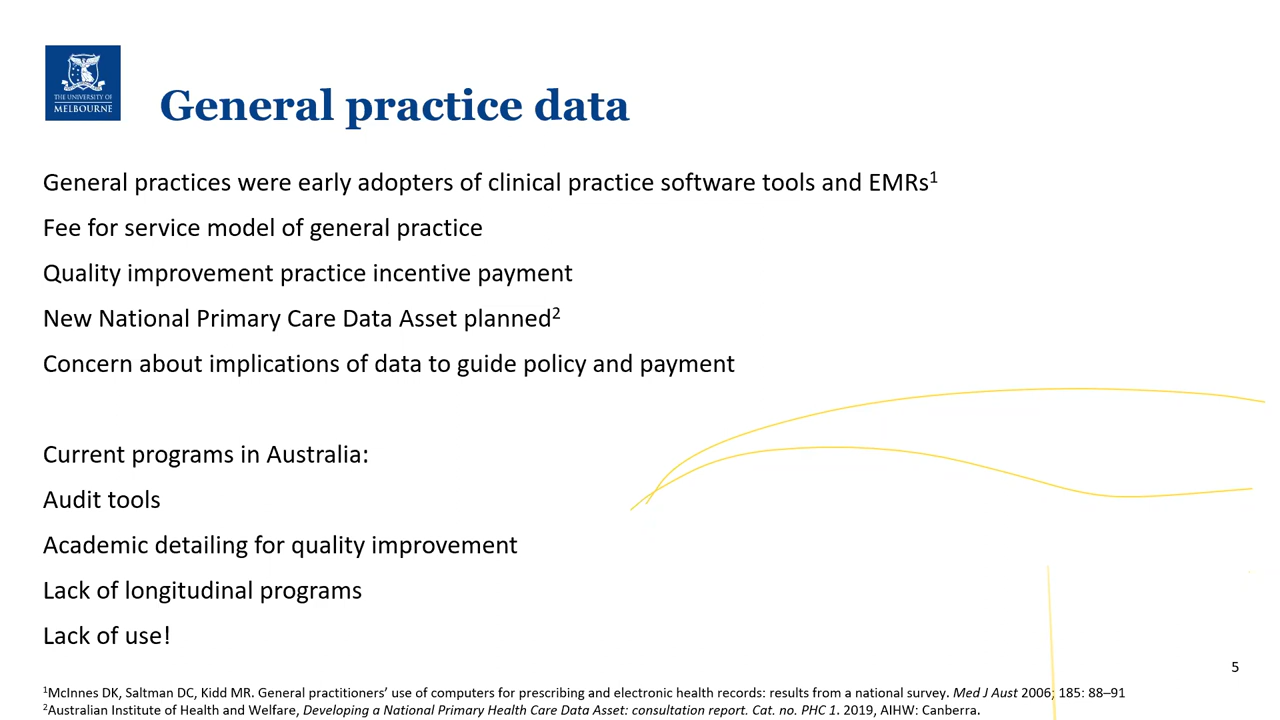 THE UNIVERSITY OF
MELBOURNE
General practice data
General practices were early adopters of clinical practice software tools and EMRs¹
Fee for service model of general practice
Quality improvement practice incentive payment
New National Primary Care Data Asset planned²
Concern about implications of data to guide policy and payment
Current programs in Australia:
Audit tools
Academic detailing for quality improvement
Lack of longitudinal programs
Lack of use!
5
¹McInnes DK, Saltman DC, Kidd MR. General practitioners’ use of computers for prescribing and electronic health records: results from a national survey. Med J Aust 2006; 185: 88–91
²Australian Institute of Health and Welfare, Developing a National Primary Health Care Data Asset: consultation report. Cat. no. PHC 1. 2019, AIHW: Canberra.